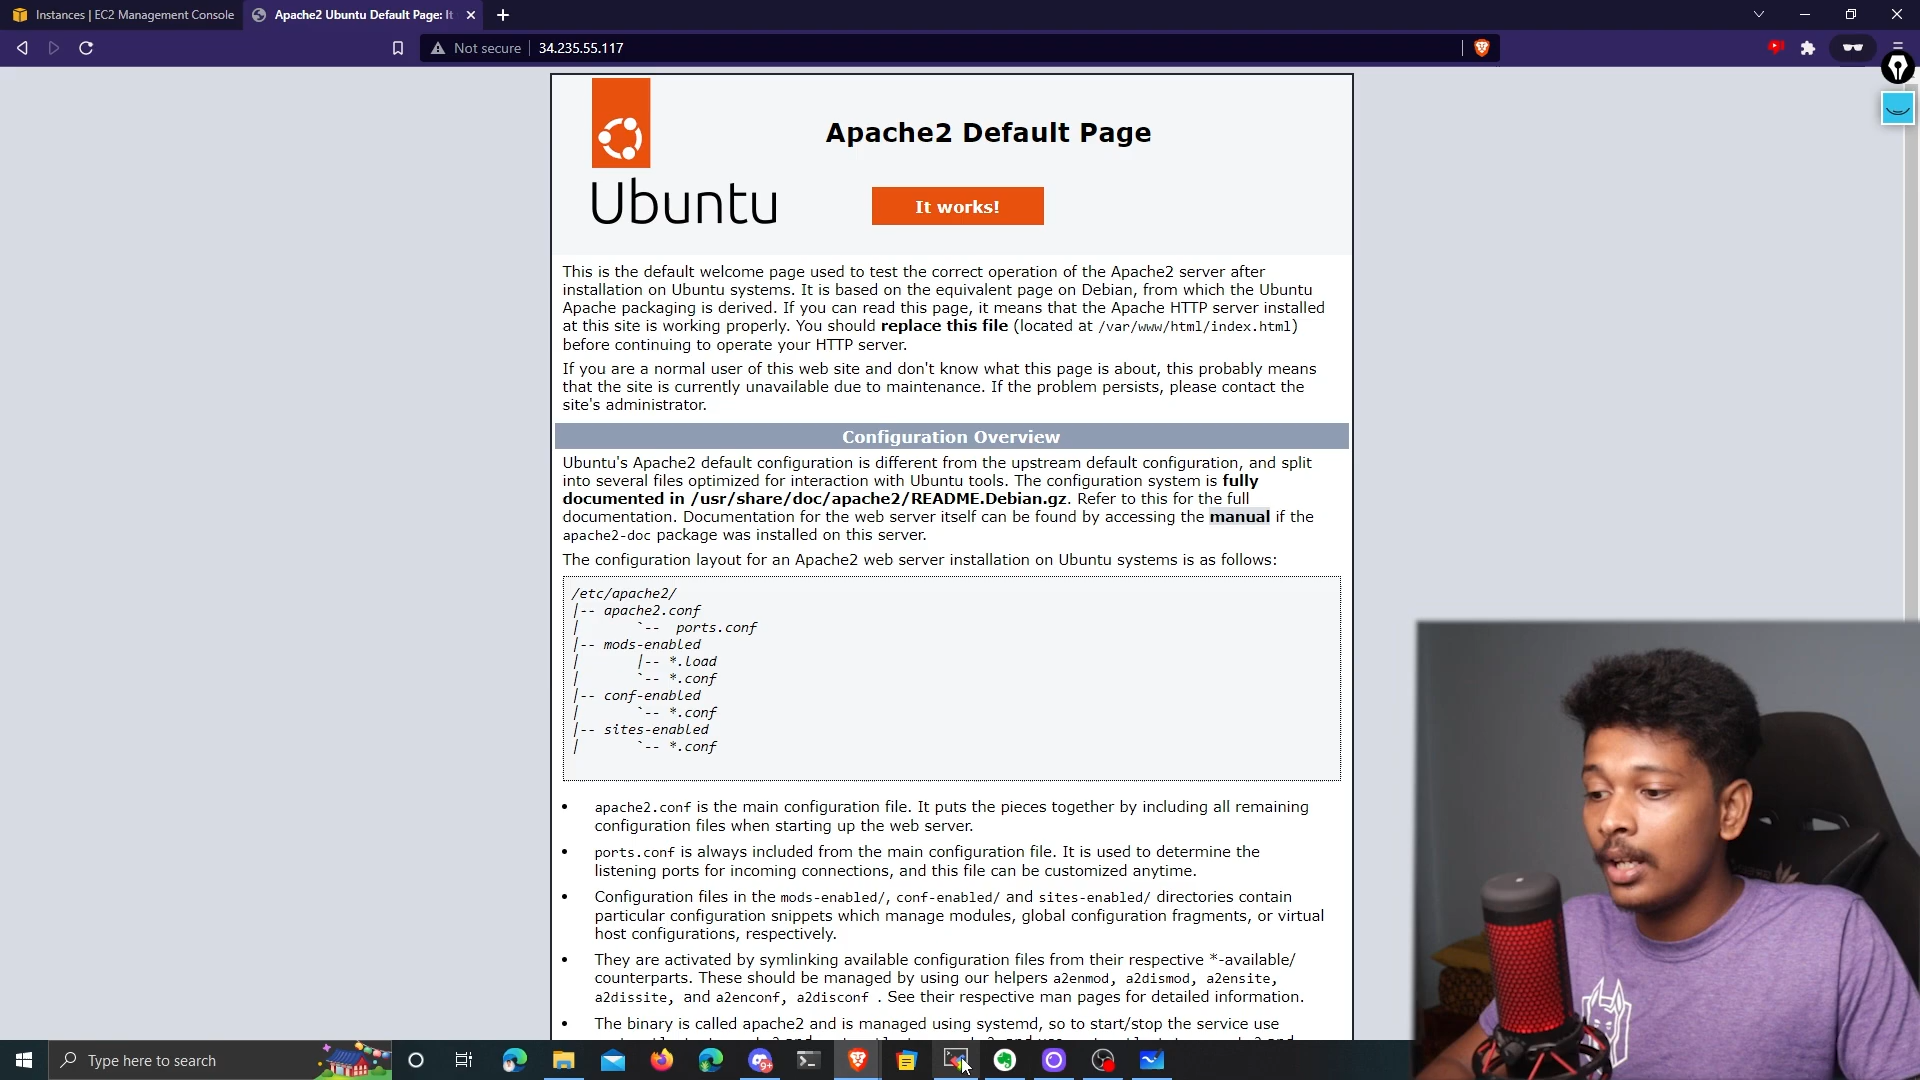 Instances | EC2 Management Console
Apache2 Ubuntu Default Page: It
Not secure
34.235.55.117
Apache2 Default Page
Ubuntu
It works!
This is the default welcome page used to test the correct operation of the Apache2 server after
installation on Ubuntu systems. It is based on the equivalent page on Debian, from which the Ubuntu
Apache packaging is derived. If you can read this page, it means that the Apache HTTP server installed
at this site is working properly. You should replace this file (located at /var/www/html/index.html)
before continuing to operate your HTTP server.
If you are a normal user of this web site and don't know what this page is about, this probably means
that the site is currently unavailable due to maintenance. If the problem persists, please contact the
site's administrator.
Configuration Overview
Ubuntu's Apache2 default configuration is different from the upstream default configuration, and split
into several files optimized for interaction with Ubuntu tools. The configuration system is fully
documented in /usr/share/doc/apache2/README.Debian.gz. Refer to this for the full
documentation. Documentation for the web server itself can be found by accessing the manual if the
apache2-doc package was installed on this server.
The configuration layout for an Apache2 web server installation on Ubuntu systems is as follows:
/etc/apache2/
|-- apache2.conf
|       `--  ports.conf
|-- mods-enabled
|       |-- *.load
|       `-- *.conf
|-- conf-enabled
|       `-- *.conf
|-- sites-enabled
|       `-- *.conf
• apache2.conf is the main configuration file. It puts the pieces together by including all remaining
configuration files when starting up the web server.
• ports.conf is always included from the main configuration file. It is used to determine the
listening ports for incoming connections, and this file can be customized anytime.
• Configuration files in the mods-enabled/, conf-enabled/ and sites-enabled/ directories contain
particular configuration snippets which manage modules, global configuration fragments, or virtual
host configurations, respectively.
• They are activated by symlinking available configuration files from their respective *-available/
counterparts. These should be managed by using our helpers a2enmod, a2dismod, a2ensite,
a2dissite, and a2enconf, a2disconf . See their respective man pages for detailed information.
• The binary is called apache2 and is managed using systemd, so to start/stop the service use
Type here to search
9+